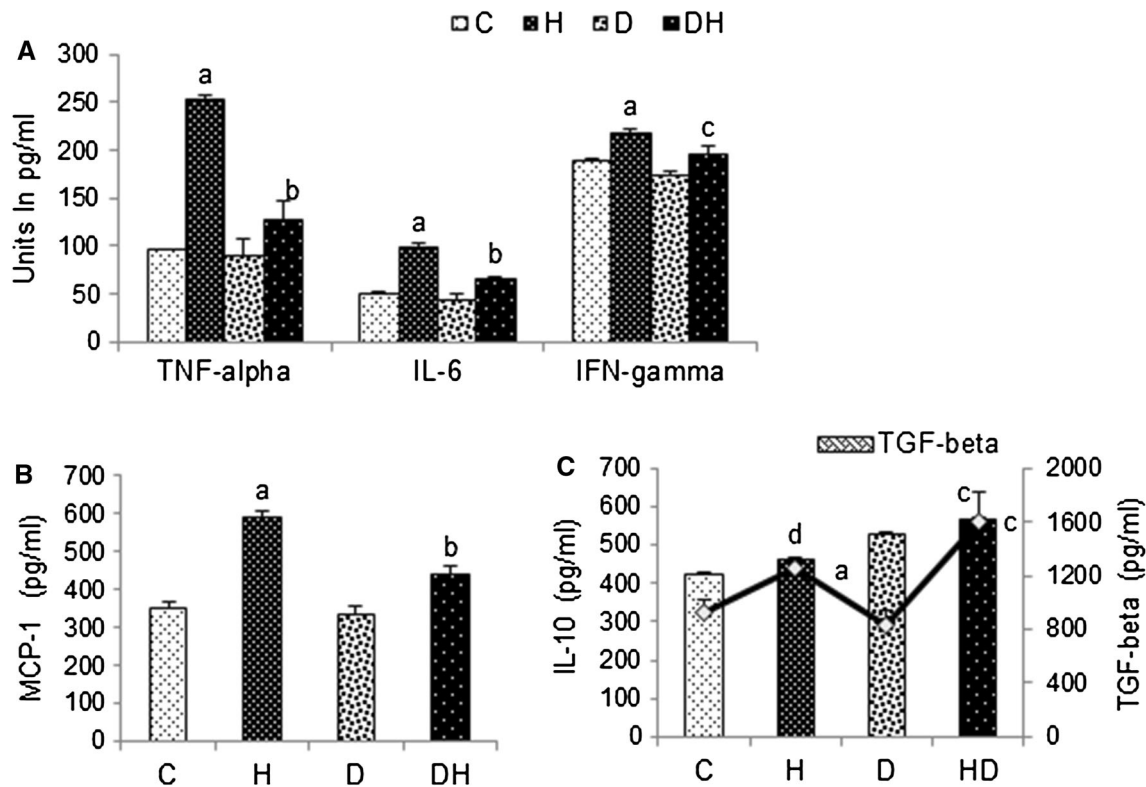 C H D DH
A
300
250
200
150
100
50
0
Units In pg/ml
a
b
a
b
a
c
TNF-alpha IL-6 IFN-gamma
B
700
600
500
400
300
200
100
0
MCP-1 (pg/ml)
a
b
C H D DH
TGF-beta
C
700
600
500
400
300
200
100
0
IL-10 (pg/ml)
d
a
c
c
2000
1600
1200
800
400
0
TGF-beta (pg/ml)
C H D HD